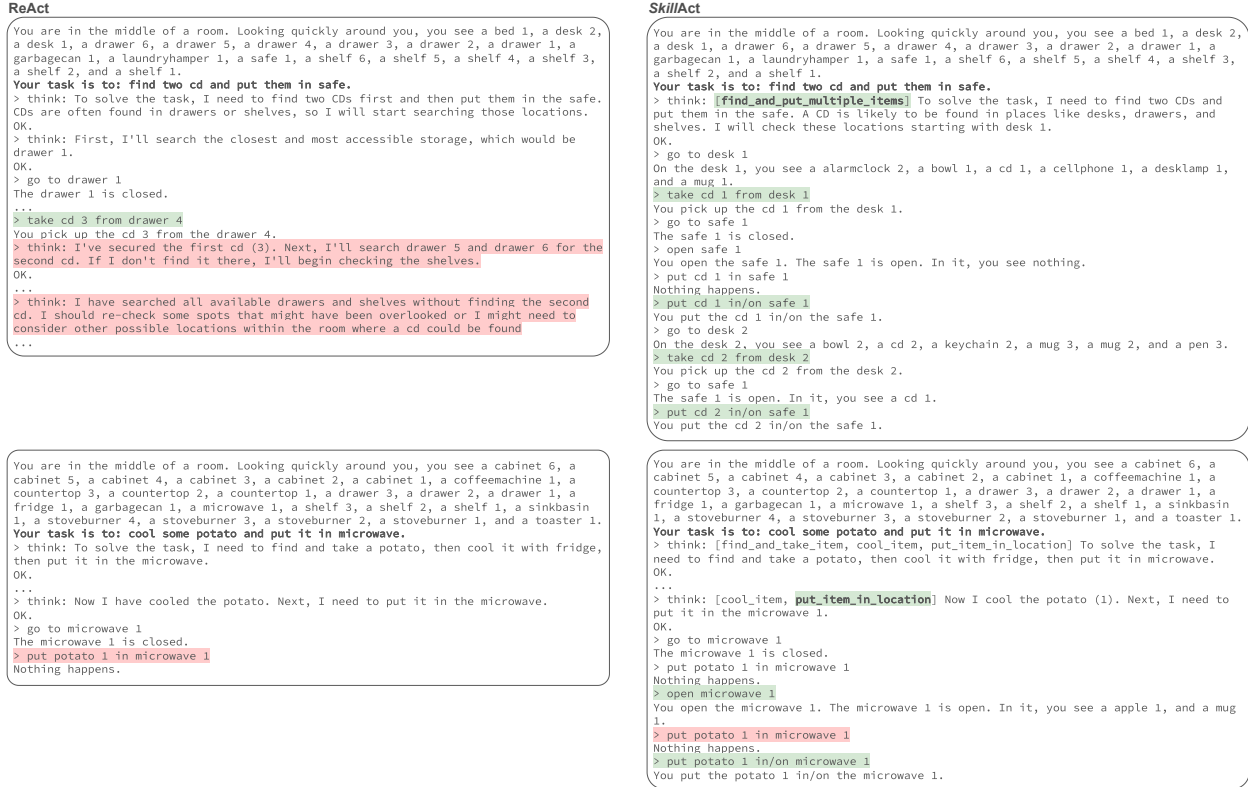 ReAct
You are in the middle of a room. Looking quickly around you, you see a bed 1, a desk 2,
a desk 1, a drawer 6, a drawer 5, a drawer 4, a drawer 3, a drawer 2, a drawer 1, a
garbagecan 1, a laundryhamper 1, a safe 1, a shelf 6, a shelf 5, a shelf 4, a shelf 3,
a shelf 2, and a shelf 1.
Your task is to: find two cd and put them in safe.
> think: To solve the task, I need to find two CDs first and then put them in the safe.
CDs are often found in drawers or shelves, so I will start searching those locations.
OK.
> think: First, I'll search the closest and most accessible storage, which would be
drawer 1.
OK.
> go to drawer 1
The drawer 1 is closed.
...
> take cd 3 from drawer 4
You pick up the cd 3 from the drawer 4.
> think: I've secured the first cd (3). Next, I'll search drawer 5 and drawer 6 for the
second cd. If I don't find it there, I'll begin checking the shelves.
OK.
...
> think: I have searched all available drawers and shelves without finding the second
cd. I should re-check some spots that might have been overlooked or I might need to
consider other possible locations within the room where a cd could be found
...
SkillAct
You are in the middle of a room. Looking quickly around you, you see a bed 1, a desk 2,
a desk 1, a drawer 6, a drawer 5, a drawer 4, a drawer 3, a drawer 2, a drawer 1, a
garbagecan 1, a laundryhamper 1, a safe 1, a shelf 6, a shelf 5, a shelf 4, a shelf 3,
a shelf 2, and a shelf 1.
Your task is to: find two cd and put them in safe.
> think: [find_and_put_multiple_items] To solve the task, I need to find two CDs and
put them in the safe. A CD is likely to be found in places like desks, drawers, and
shelves. I will check these locations starting with desk 1.
OK.
> go to desk 1
On the desk 1, you see a alarmclock 2, a bowl 1, a cd 1, a cellphone 1, a desklamp 1,
and a mug 1.
> take cd 1 from desk 1
You pick up the cd 1 from the desk 1.
> go to safe 1
The safe 1 is closed.
> open safe 1
You open the safe 1. The safe 1 is open. In it, you see nothing.
> put cd 1 in safe 1
Nothing happens.
> put cd 1 in/on safe 1
You put the cd 1 in/on the safe 1.
> go to desk 2
On the desk 2, you see a bowl 2, a cd 2, a keychain 2, a mug 3, a mug 2, and a pen 3.
> take cd 2 from desk 2
You pick up the cd 2 from the desk 2.
> go to safe 1
The safe 1 is open. In it, you see a cd 1.
> put cd 2 in/on safe 1
You put the cd 2 in/on the safe 1.
You are in the middle of a room. Looking quickly around you, you see a cabinet 6, a
cabinet 5, a cabinet 4, a cabinet 3, a cabinet 2, a cabinet 1, a coffeemachine 1, a
countertop 3, a countertop 2, a countertop 1, a drawer 3, a drawer 2, a drawer 1, a
fridge 1, a garbagecan 1, a microwave 1, a shelf 3, a shelf 2, a shelf 1, a sinkbasin
1, a stoveburner 4, a stoveburner 3, a stoveburner 2, a stoveburner 1, and a toaster 1.
Your task is to: cool some potato and put it in microwave.
> think: To solve the task, I need to find and take a potato, then cool it with fridge,
then put it in the microwave.
OK.
...
> think: Now I have cooled the potato. Next, I need to put it in the microwave.
OK.
> go to microwave 1
The microwave 1 is closed.
> put potato 1 in microwave 1
Nothing happens.
You are in the middle of a room. Looking quickly around you, you see a cabinet 6, a
cabinet 5, a cabinet 4, a cabinet 3, a cabinet 2, a cabinet 1, a coffeemachine 1, a
countertop 3, a countertop 2, a countertop 1, a drawer 3, a drawer 2, a drawer 1, a
fridge 1, a garbagecan 1, a microwave 1, a shelf 3, a shelf 2, a shelf 1, a sinkbasin
1, a stoveburner 4, a stoveburner 3, a stoveburner 2, a stoveburner 1, and a toaster 1.
Your task is to: cool some potato and put it in microwave.
> think: [find_and_take_item, cool_item, put_item_in_location] To solve the task, I
need to find and take a potato, then cool it with fridge, then put it in the microwave.
OK.
...
> think: [cool_item, put_item_in_location] Now I cool the potato (1). Next, I need to
put it in the microwave 1.
OK.
> go to microwave 1
The microwave 1 is closed.
> put potato 1 in microwave 1
Nothing happens.
> open microwave 1
You open the microwave 1. The microwave 1 is open. In it, you see a apple 1, and a mug
1.
> put potato 1 in microwave 1
Nothing happens.
> put potato 1 in/on microwave 1
You put the potato 1 in/on the microwave 1.